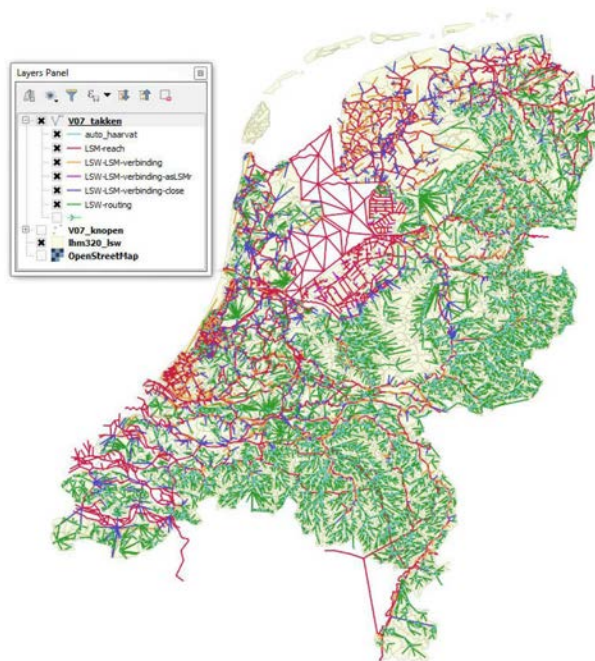 Layers Panel
V07_takken
auto_haarvat
LSM-reach
LSW-LSM-verbinding
LSW-LSM-verbinding-asLSMr
LSW-LSM-verbinding-close
LSW-routing
V07_knopen
lhm320_lsw
OpenStreetMap